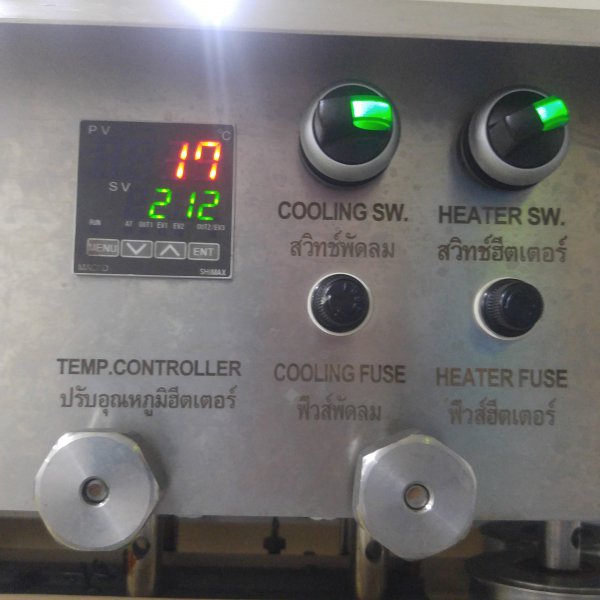 PV °C
17
SV
212
RUN AT OUT1 EV1 EV2 OUT2/EV3
MENU ENT
SHIMAX
COOLING SW.
สวิทช์พัดลม
HEATER SW.
สวิทช์ฮีตเตอร์
TEMP.CONTROLLER
ปรับอุณหภูมิฮีตเตอร์
COOLING FUSE
ฟิวส์พัดลม
HEATER FUSE
ฟิวส์ฮีตเตอร์